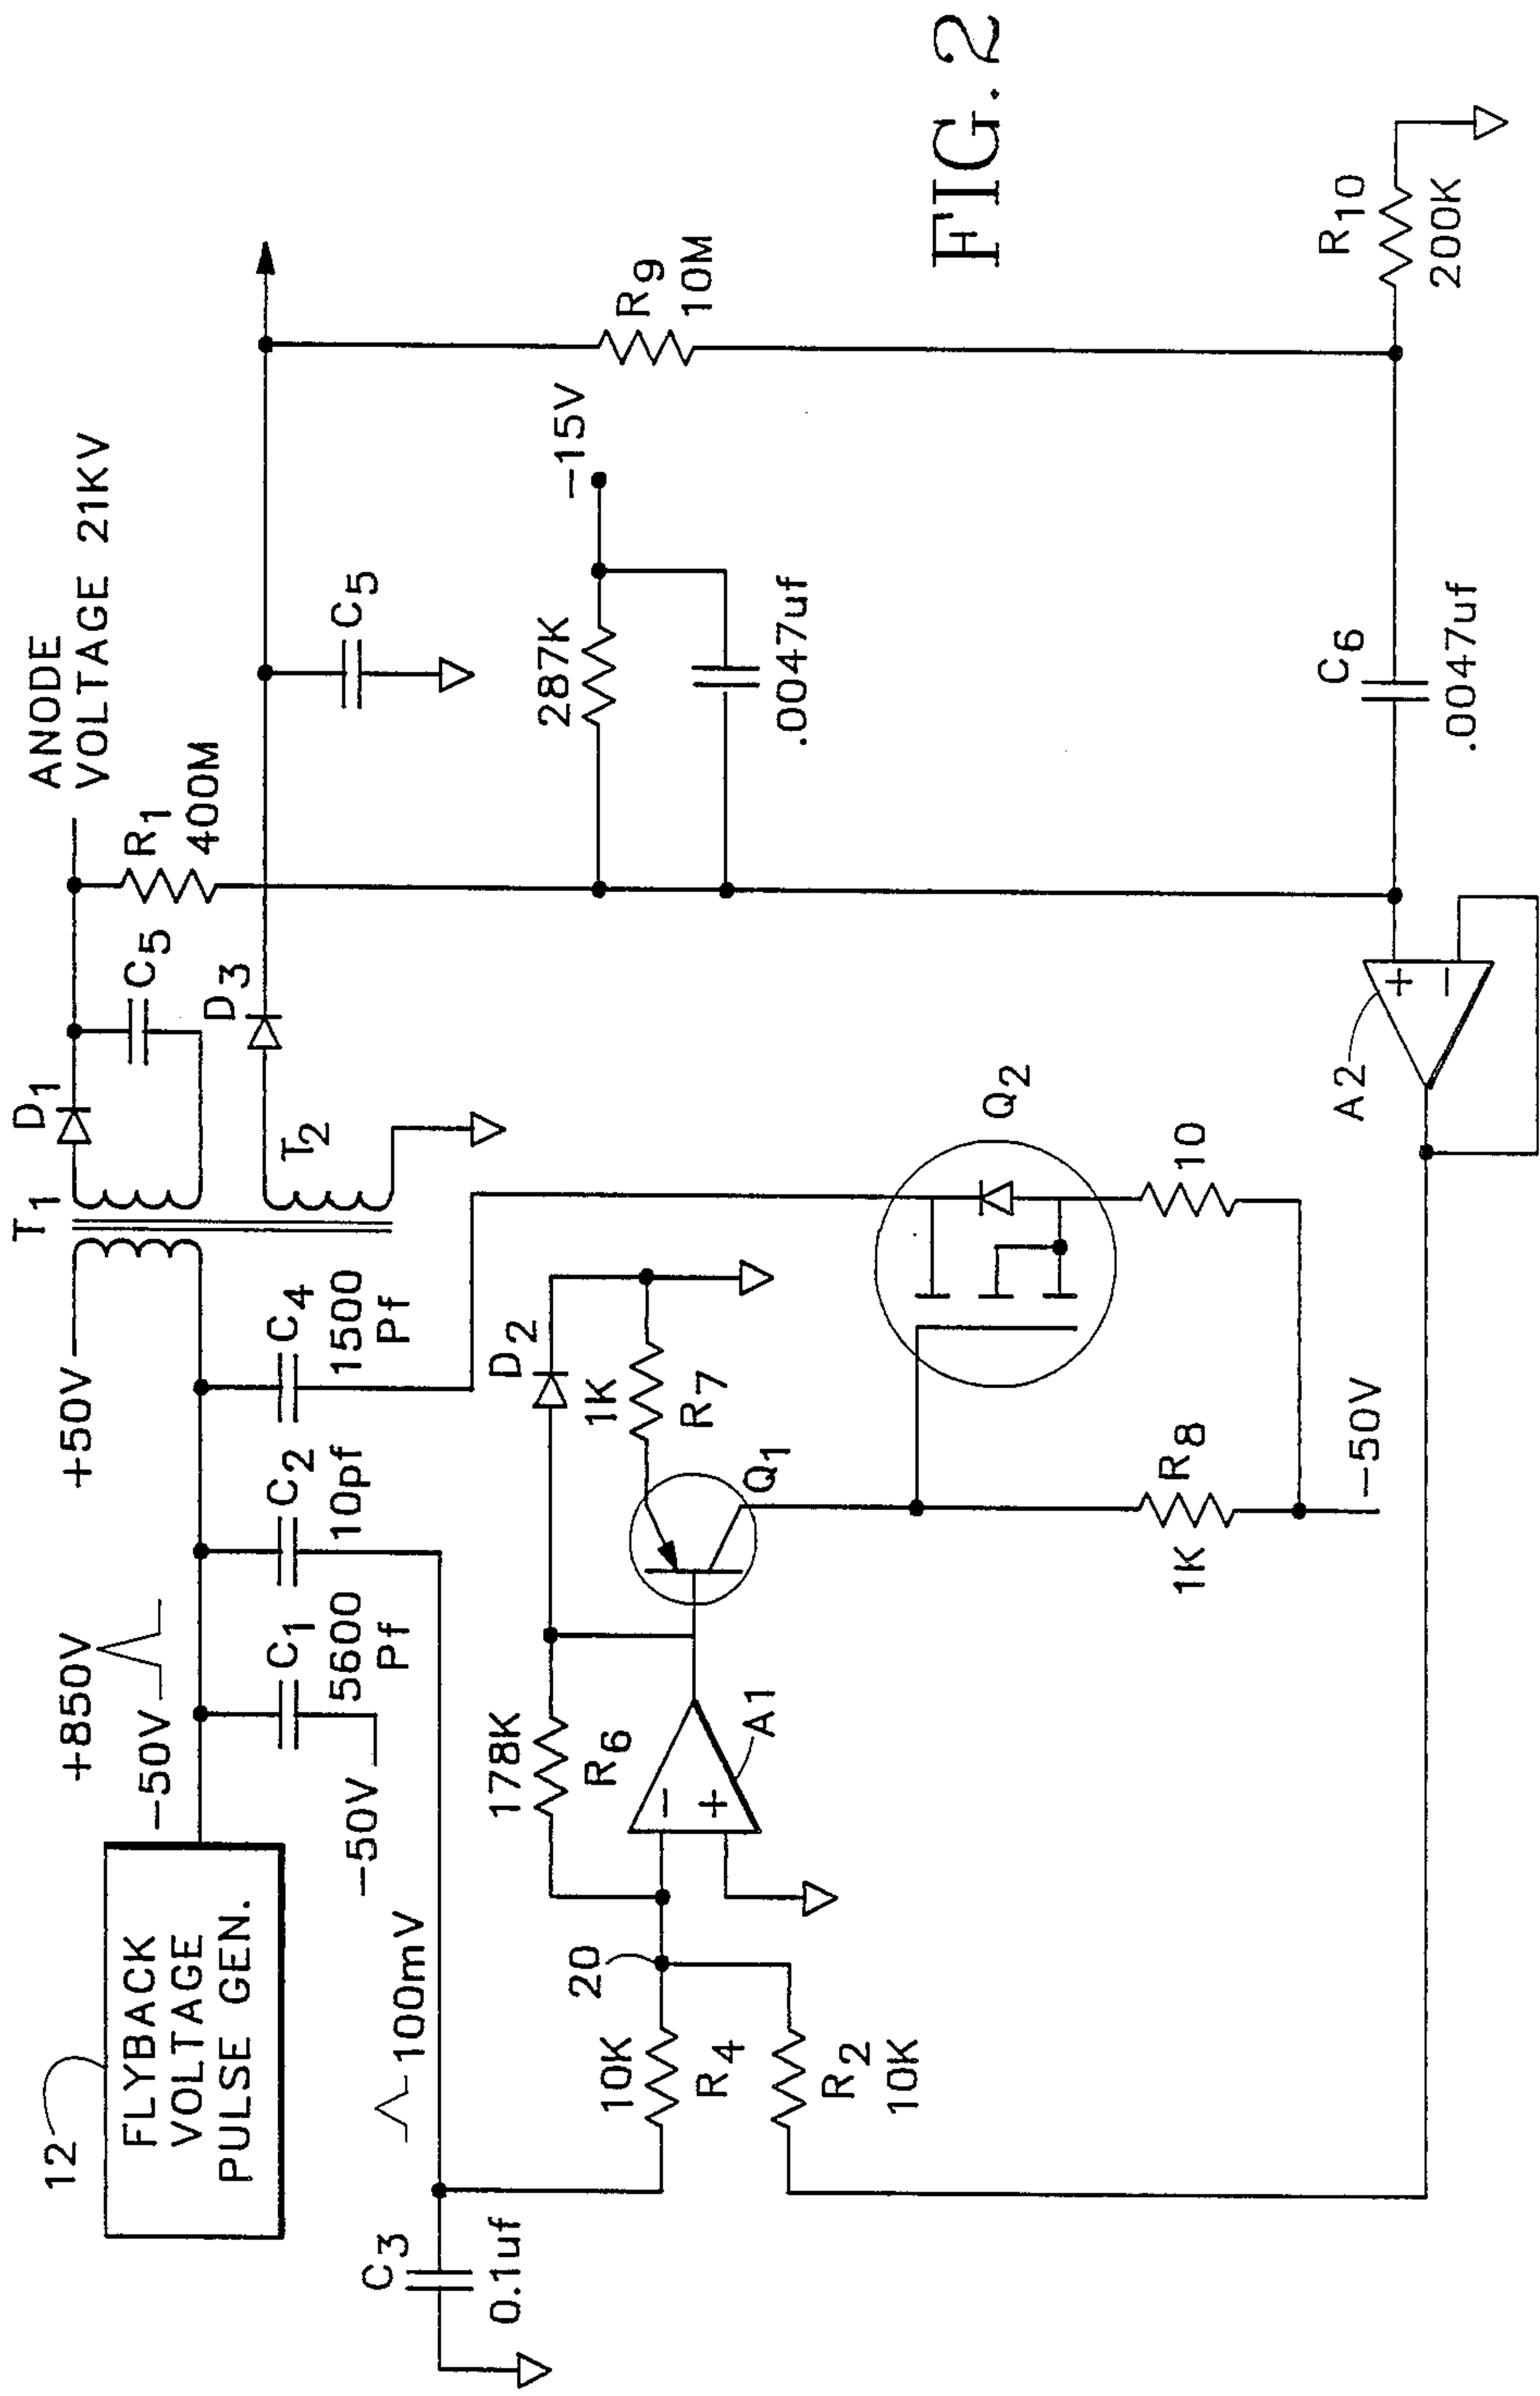 12
FLYBACK
VOLTAGE
PULSE GEN.
+850V
-50V
+50V
T1
D1
ANODE
VOLTAGE 21KV
C1
5600
Pf
-50V
C2
10pf
C4
1500
Pf
T2
C5
D3
R1
400M
C5
100mV
C3
0.1uf
20
10K
R4
R2
10K
178K
R6
A1
D2
1K
R7
Q1
Q2
R8
1K
10
-50V
287K
-15V
.0047uf
R9
10M
A2
C6
.0047uf
R10
200K
- +
+ -
FIG. 2